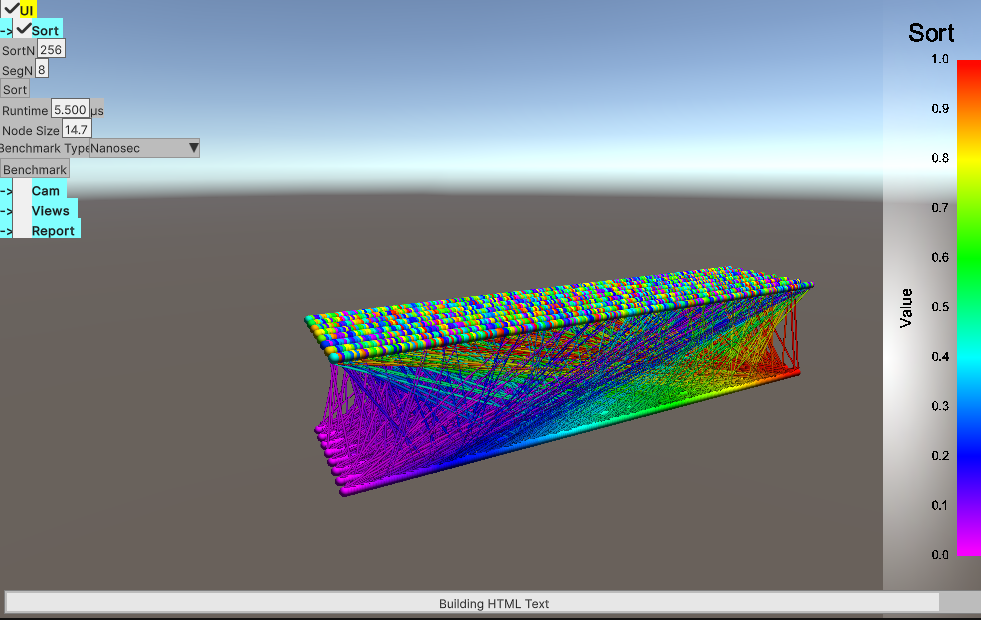 UI
-> Sort
SortN 256
SegN 8
Sort
Runtime 5.500 µs
Node Size 14.7
Benchmark Type Nanosec
Benchmark
-> Cam
-> Views
-> Report
Sort
1.0
0.9
0.8
0.7
0.6
0.5
0.4
0.3
0.2
0.1
0.0
Value
Building HTML Text